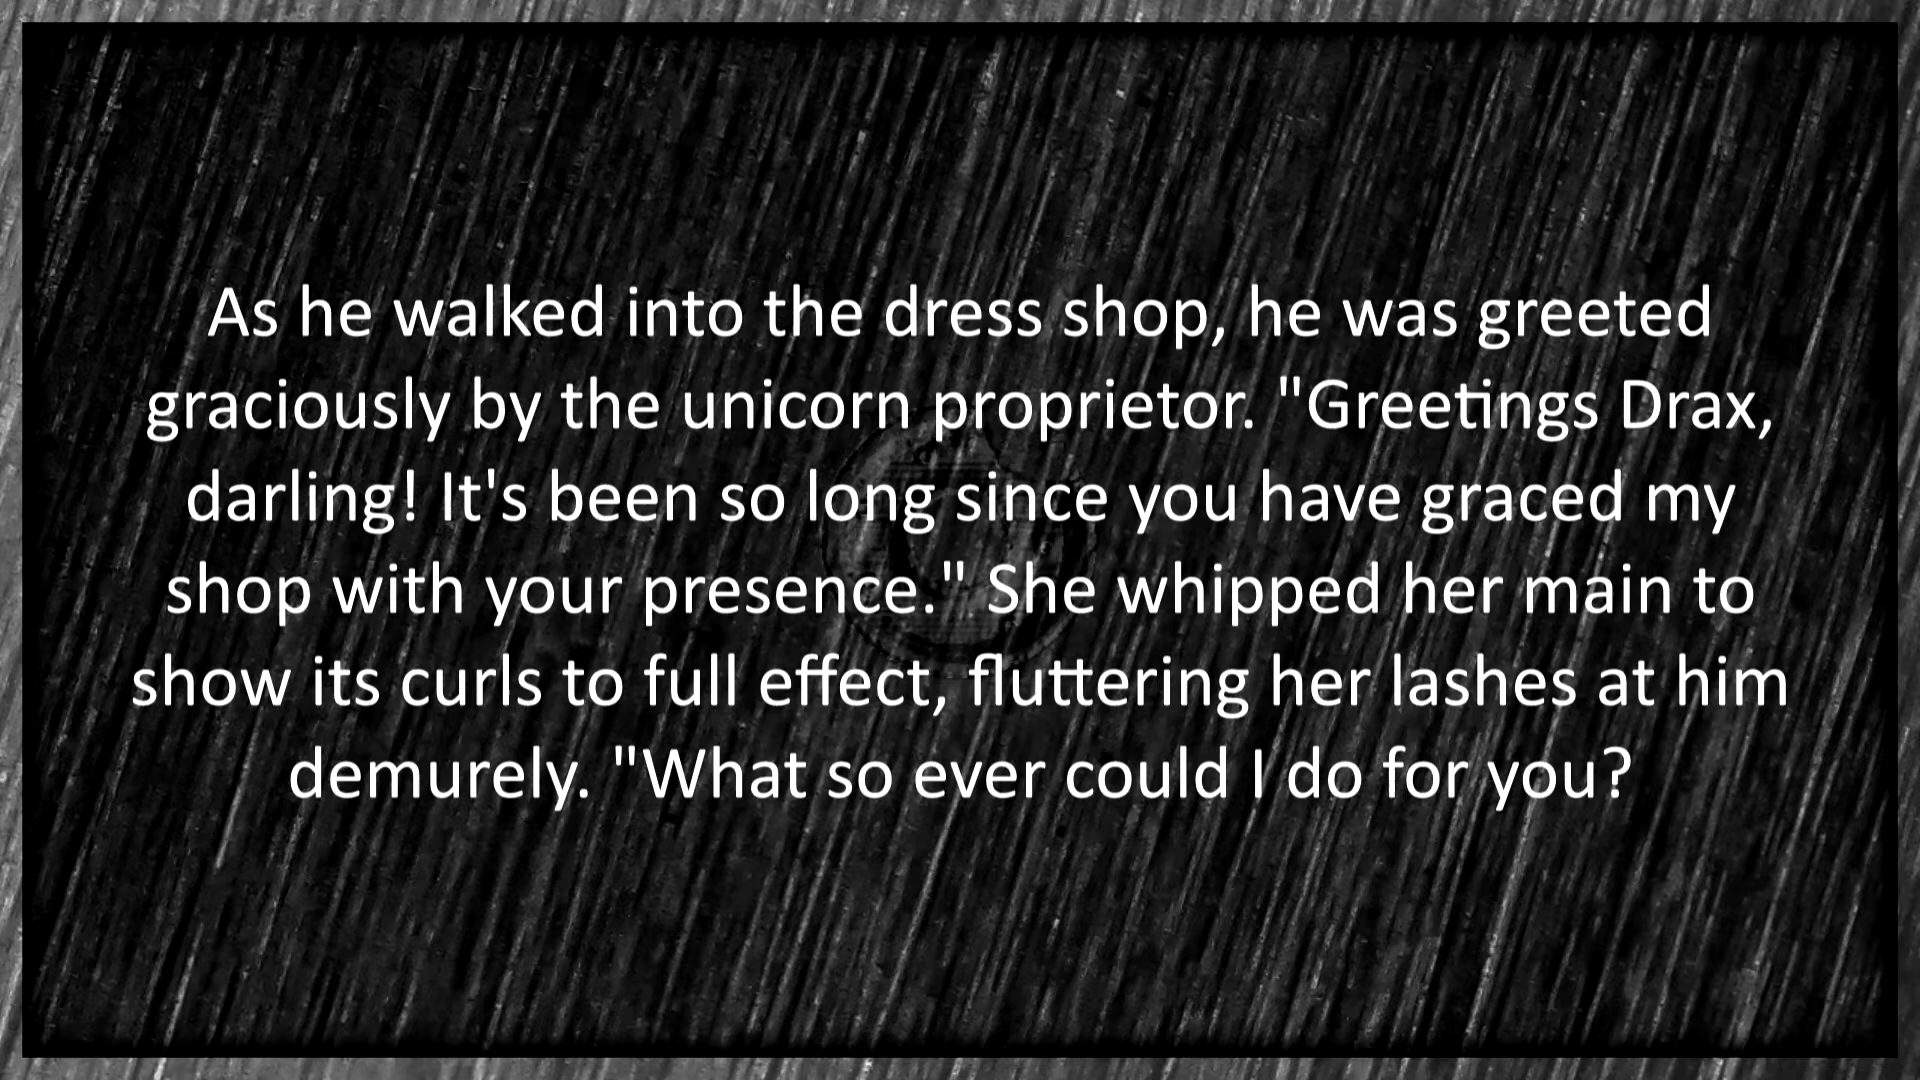 As he walked into the dress shop, he was greeted
graciously by the unicorn proprietor. "Greetings Drax,
darling! It's been so long since you have graced my
shop with your presence." She whipped her main to
show its curls to full effect, fluttering her lashes at him
demurely. "What so ever could I do for you?